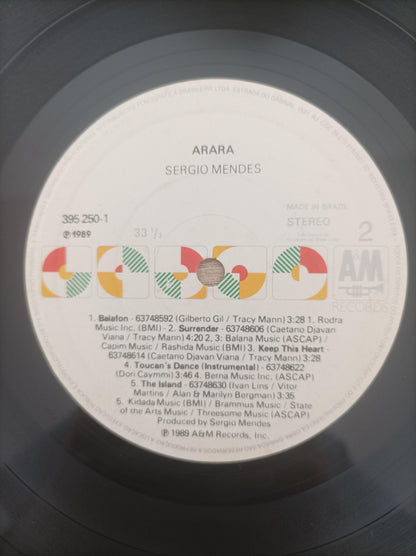 ARARA
SERGIO MENDES
395 250-1
MADE IN BRAZIL
℗ 1989
33 1/3
STEREO
2
AM
RECORDS
1. Balafon - 63748592 (Gilberto Gil / Tracy Mann) 3:28 1. Rodra
Music Inc. (BMI) - 2. Surrender - 63748606 (Caetano Djavan
Viana / Tracy Mann) 4:20 2, 3: Balana Music (ASCAP) /
Capim Music / Rashida Music (BMI) 3. Keep This Heart -
63748614 (Caetano Djavan Viana / Tracy Mann) 3:28
4. Toucan's Dance (Instrumental) - 63748622
(Dori Caymmi) 3:46 4. Berna Music Inc. (ASCAP)
5. The Island - 63748630 (Ivan Lins / Vitor
Martins / Alan & Marilyn Bergman) 3:35
5. Kidada Music (BMI) / Brammus Music / State
of the Arts Music / Threesome Music (ASCAP)
Produced by Sergio Mendes
℗ 1989 A&M Records, Inc.